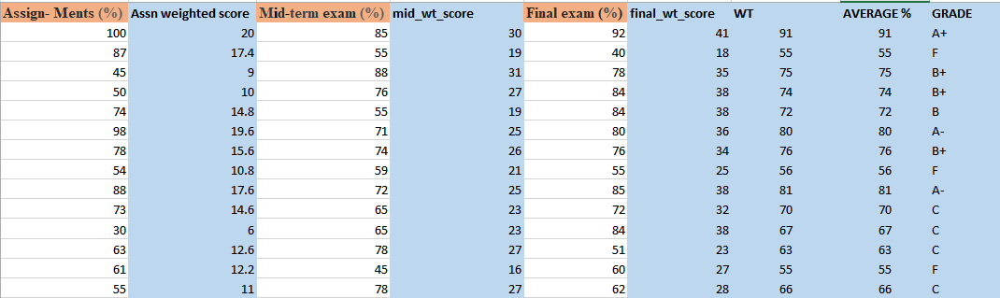 Assign- Ments (%) Assn weighted score Mid-term exam (%) mid_wt_score Final exam (%) final_wt_score WT AVERAGE % GRADE
100 20 85 30 92 41 91 91 A+
87 17.4 55 19 40 18 55 55 F
45 9 88 31 78 35 75 75 B+
50 10 76 27 84 38 74 74 B+
74 14.8 55 19 84 38 72 72 B
98 19.6 71 25 80 36 80 80 A-
78 15.6 74 26 76 34 76 76 B+
54 10.8 59 21 55 25 56 56 F
88 17.6 72 25 85 38 81 81 A-
73 14.6 65 23 72 32 70 70 C
30 6 65 23 84 38 67 67 C
63 12.6 78 27 51 23 63 63 C
61 12.2 45 16 60 27 55 55 F
55 11 78 27 62 28 66 66 C